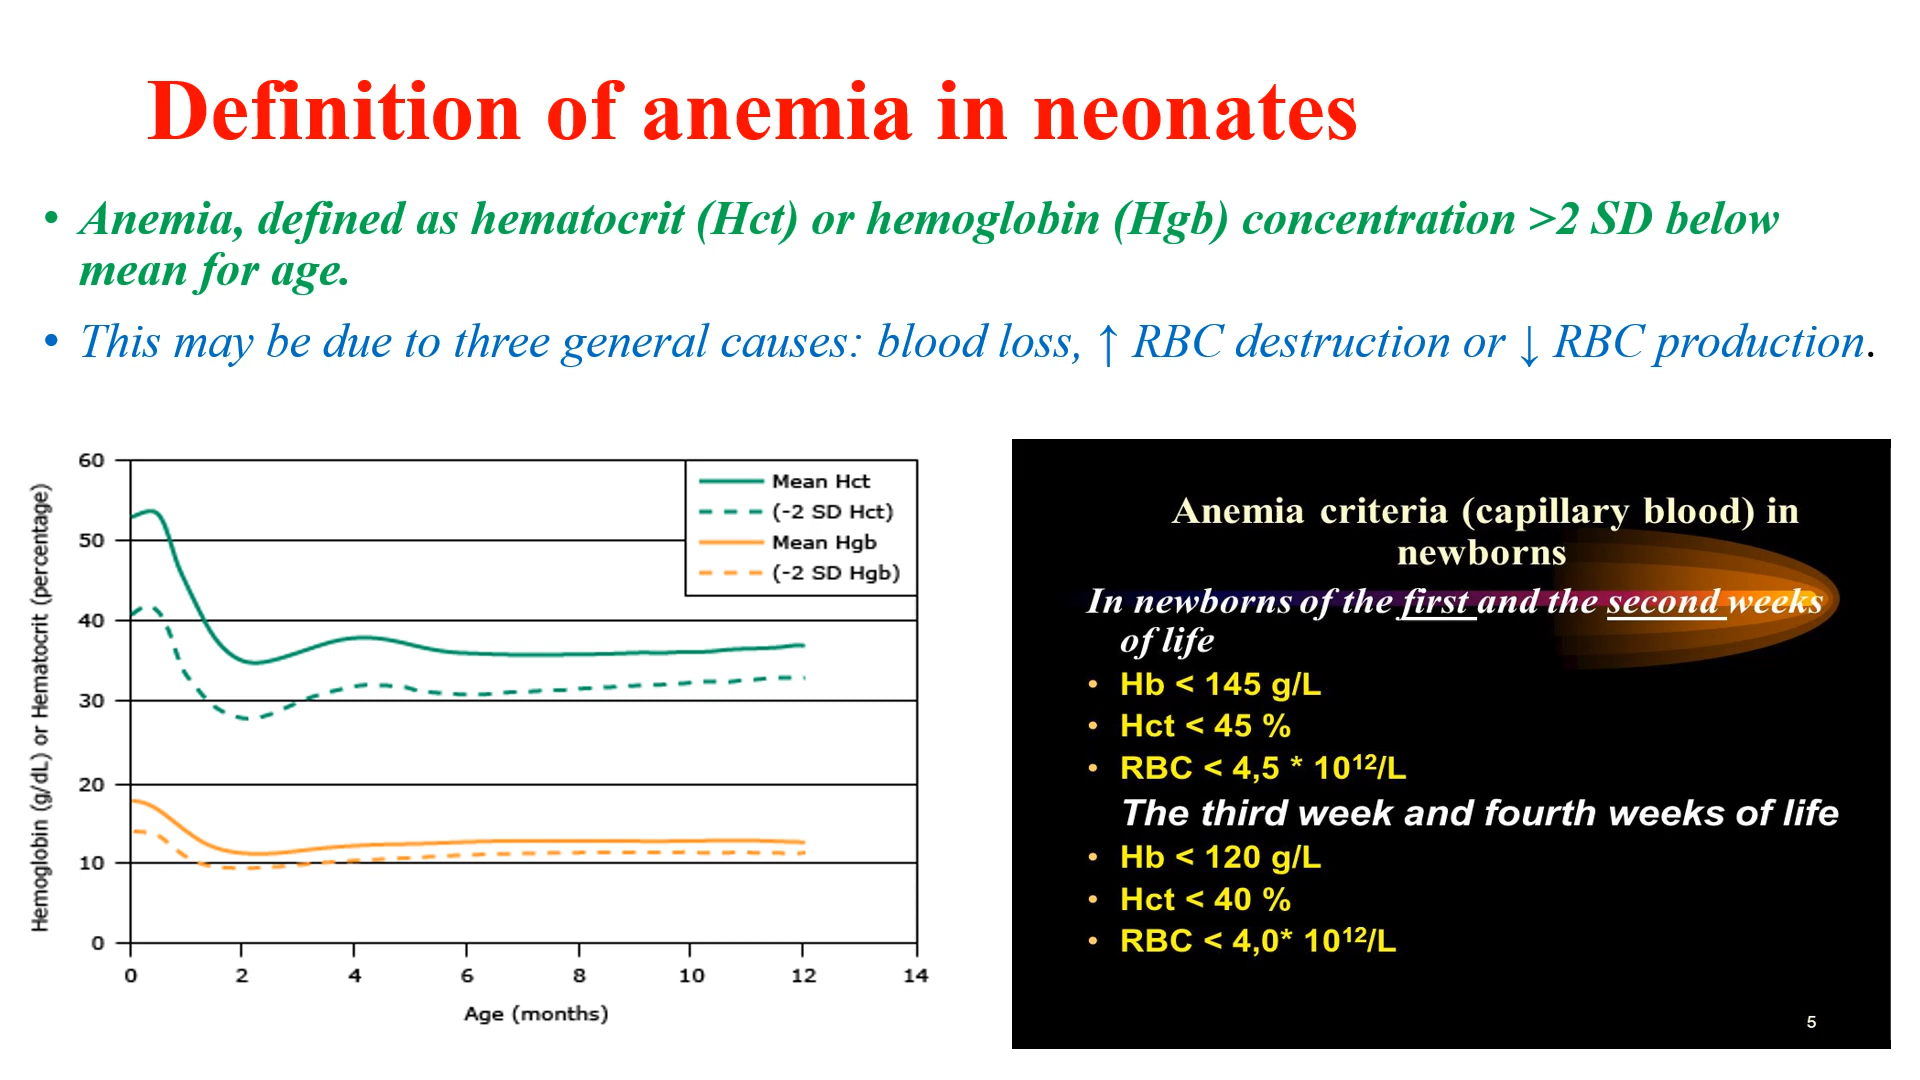 Definition of anemia in neonates
• Anemia, defined as hematocrit (Hct) or hemoglobin (Hgb) concentration >2 SD below
mean for age.
• This may be due to three general causes: blood loss, ↑ RBC destruction or ↓ RBC production.
Hemoglobin (g/dL) or Hematocrit (percentage)
60
50
40
30
20
10
0
Mean Hct
(-2 SD Hct)
Mean Hgb
(-2 SD Hgb)
0 2 4 6 8 10 12 14
Age (months)
Anemia criteria (capillary blood) in
newborns
In newborns of the first and the second weeks
of life
• Hb < 145 g/L
• Hct < 45 %
• RBC < 4,5 * 10¹²/L
The third week and fourth weeks of life
• Hb < 120 g/L
• Hct < 40 %
• RBC < 4,0* 10¹²/L
5